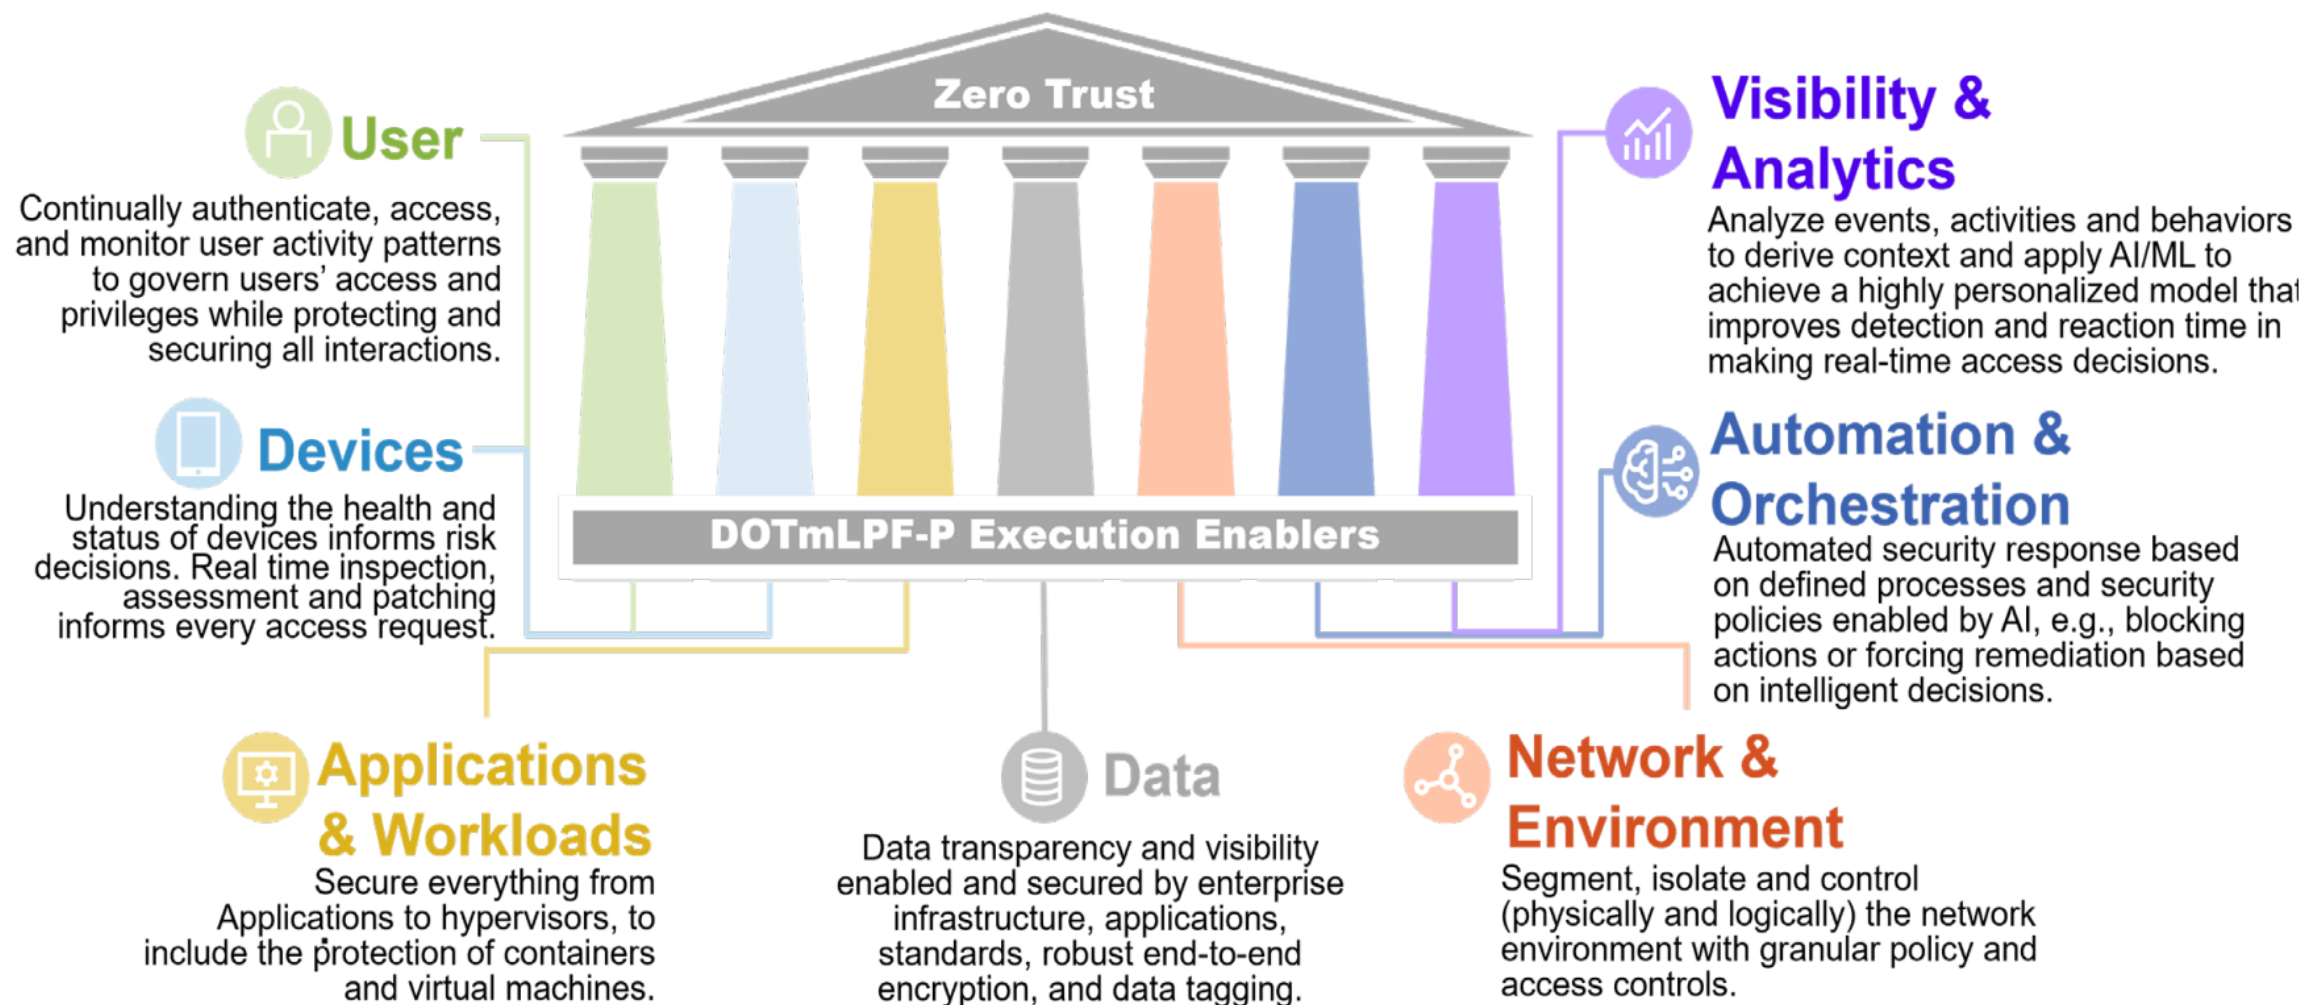 Zero Trust
User
Continually authenticate, access,
and monitor user activity patterns
to govern users’ access and
privileges while protecting and
securing all interactions.
Devices
Understanding the health and
status of devices informs risk
decisions. Real time inspection,
assessment and patching
informs every access request.
DOTmLPF-P Execution Enablers
Applications
& Workloads
Secure everything from
Applications to hypervisors, to
include the protection of containers
and virtual machines.
Data
Data transparency and visibility
enabled and secured by enterprise
infrastructure, applications,
standards, robust end-to-end
encryption, and data tagging.
Network &
Environment
Segment, isolate and control
(physically and logically) the network
environment with granular policy and
access controls.
Automation &
Orchestration
Automated security response based
on defined processes and security
policies enabled by AI, e.g., blocking
actions or forcing remediation based
on intelligent decisions.
Visibility &
Analytics
Analyze events, activities and behaviors
to derive context and apply AI/ML to
achieve a highly personalized model that
improves detection and reaction time in
making real-time access decisions.